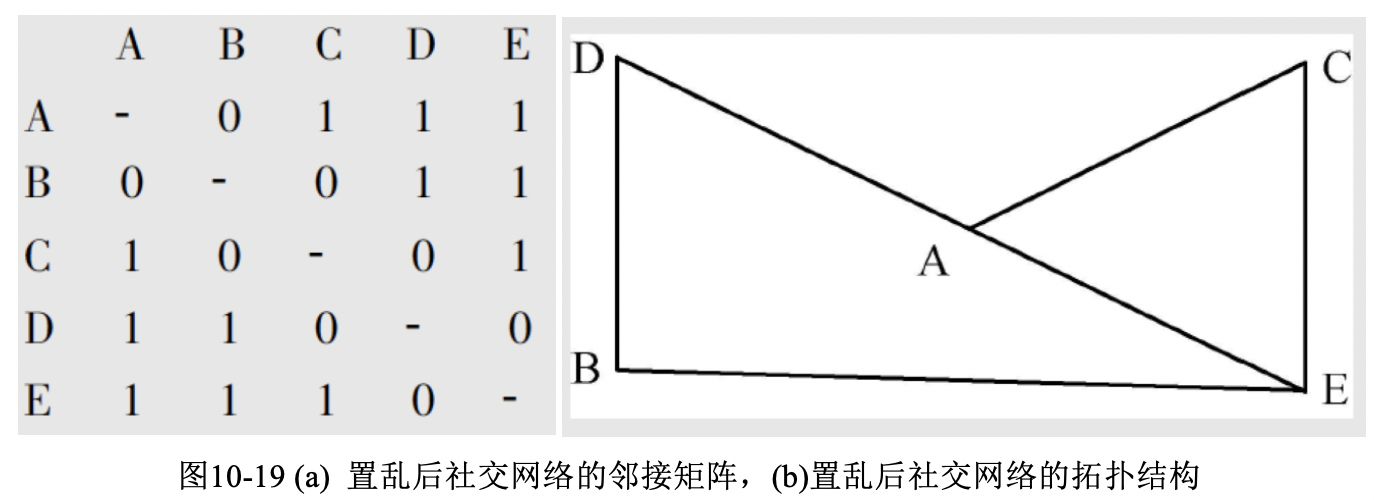 A B C D E
A - 0 1 1 1
B 0 - 0 1 1
C 1 0 - 0 1
D 1 1 0 - 0
E 1 1 1 0 -
D
C
A
B
E
图10-19 (a) 置乱后社交网络的邻接矩阵，(b)置乱后社交网络的拓扑结构